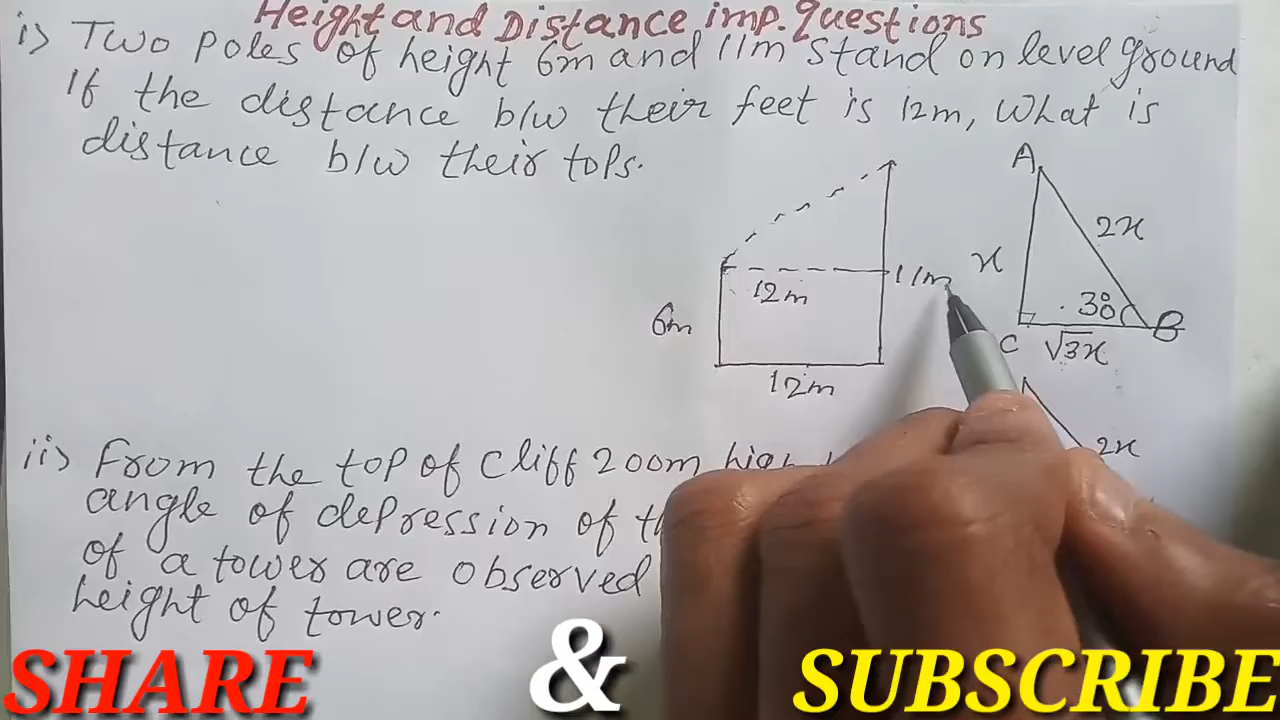 Height and Distance imp. Questions
i) Two poles of height 6m and 11m stand on level ground
If the distance b/w their feet is 12m, What is
distance b/w their tops.
A
2x
x
11m
12m
30°
6m
B
C
√3x
12m
2x
ii) From the top of cliff 200m high
angle of depression of
of a tower are observed
height of tower.
SHARE & SUBSCRIBE